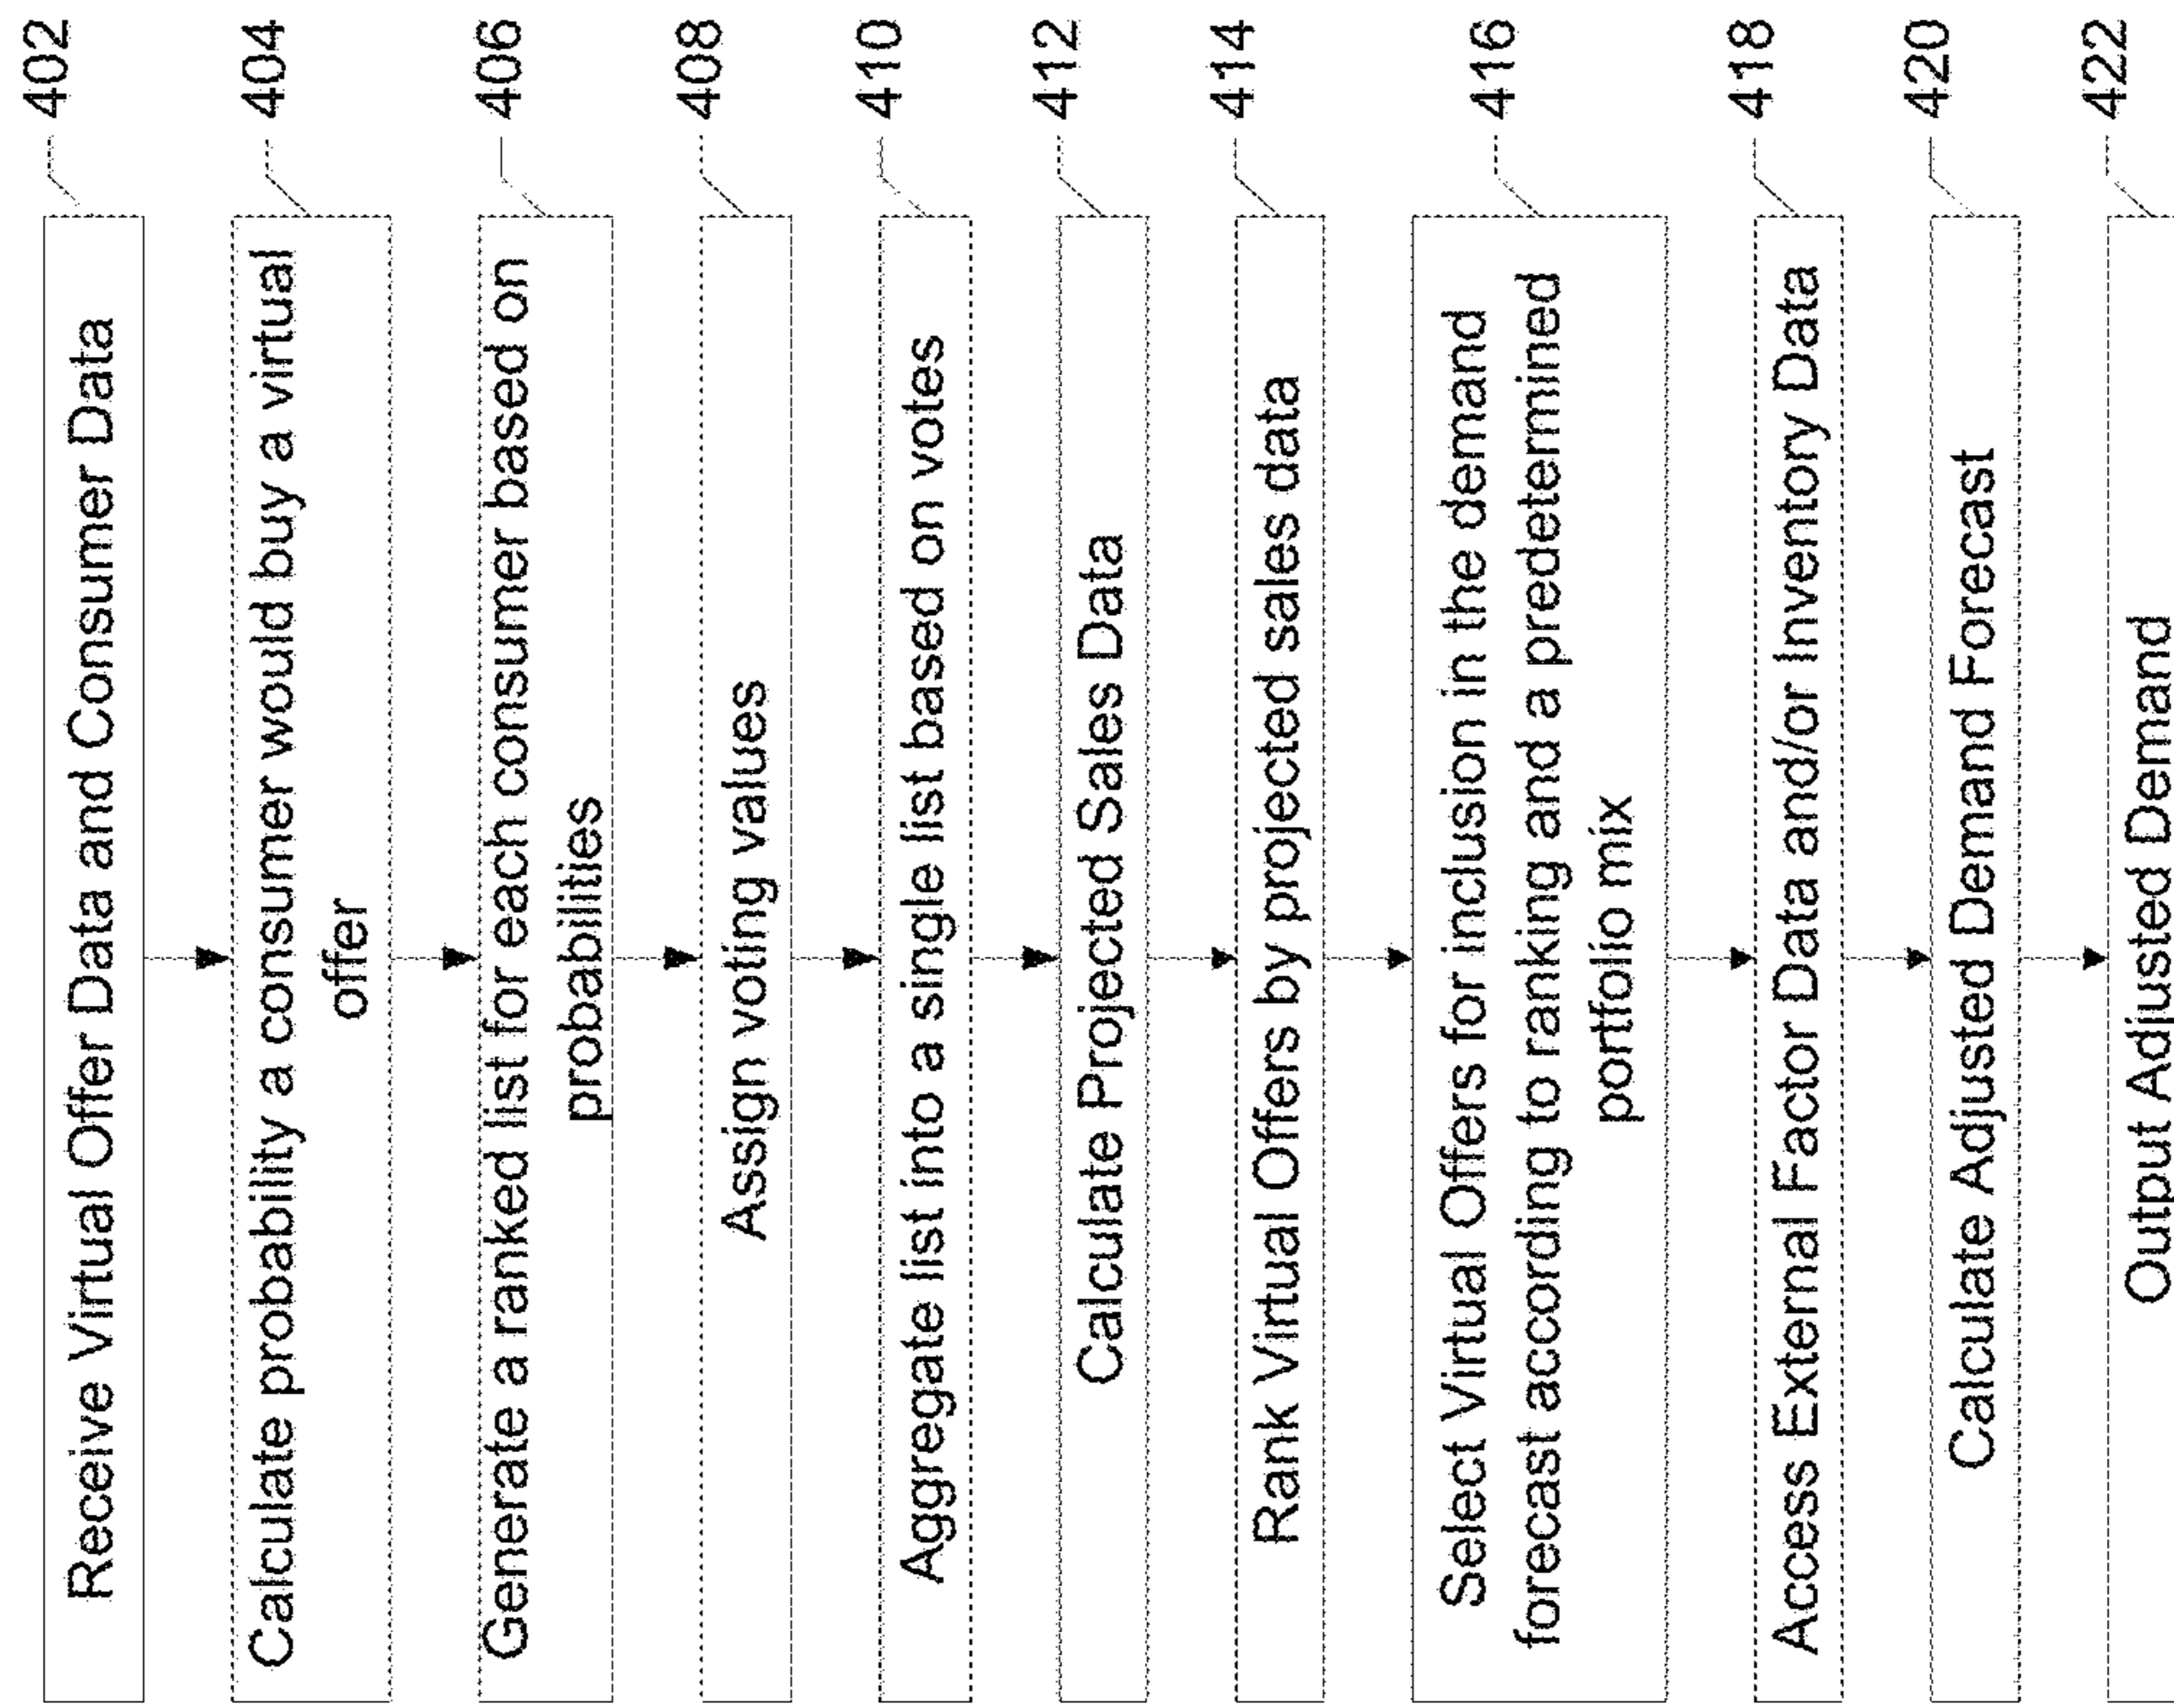 Receive Virtual Offer Data and Consumer Data
402
Calculate probability a consumer would buy a virtual
offer
404
Generate a ranked list for each consumer based on
probabilities
406
Assign voting values
408
Aggregate list into a single list based on votes
410
Calculate Projected Sales Data
412
Rank Virtual Offers by projected sales data
414
Select Virtual Offers for inclusion in the demand
forecast according to ranking and a predetermined
portfolio mix
416
Access External Factor Data and/or Inventory Data
418
Calculate Adjusted Demand Forecast
420
Output Adjusted Demand
422